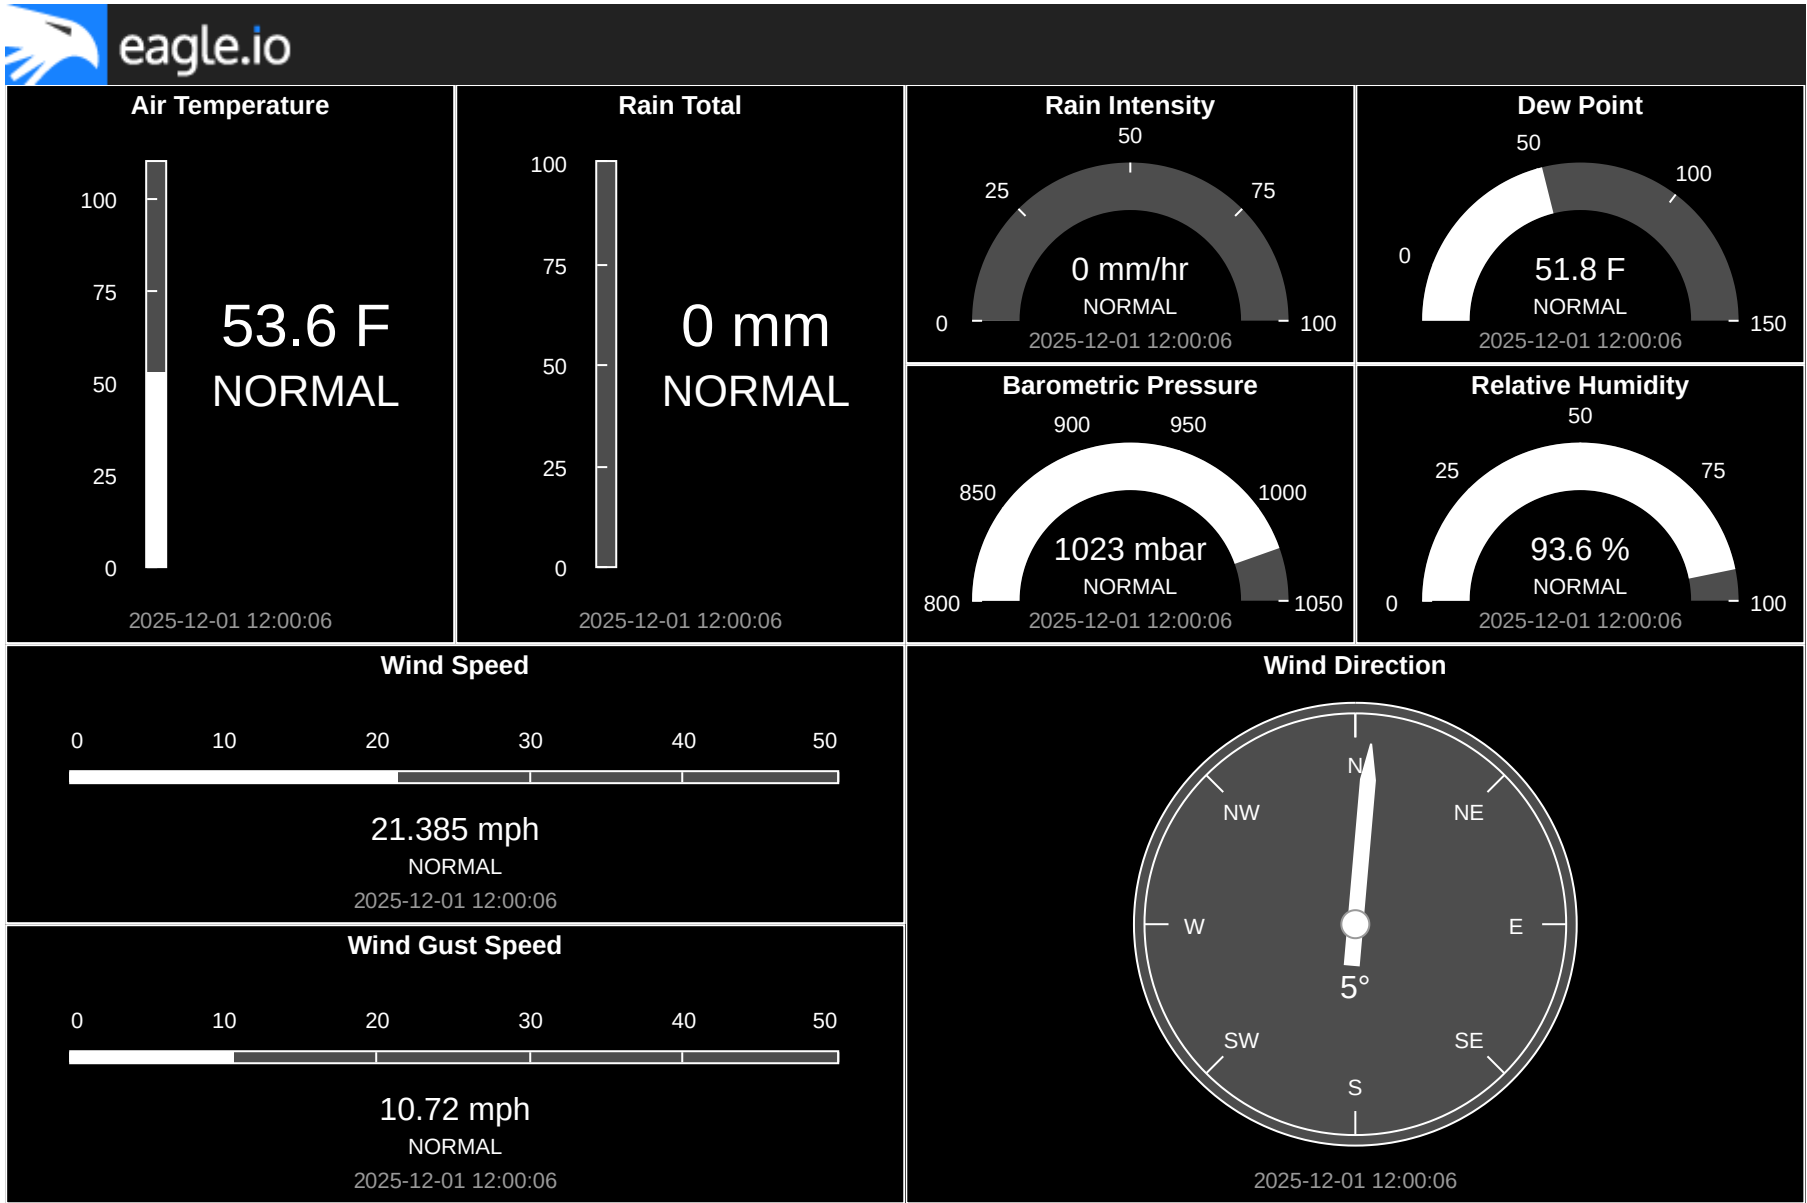 eagle.io
Air Temperature
100
75
50
25
0
53.6 F
NORMAL
2025-12-01 12:00:06
Rain Total
100
75
50
25
0
0 mm
NORMAL
2025-12-01 12:00:06
Rain Intensity
0
25
50
75
100
0 mm/hr
NORMAL
2025-12-01 12:00:06
Dew Point
0
50
100
150
51.8 F
NORMAL
2025-12-01 12:00:06
Barometric Pressure
800
850
900
950
1000
1050
1023 mbar
NORMAL
2025-12-01 12:00:06
Relative Humidity
0
25
50
75
100
93.6 %
NORMAL
2025-12-01 12:00:06
Wind Speed
0 10 20 30 40 50
21.385 mph
NORMAL
2025-12-01 12:00:06
Wind Gust Speed
0 10 20 30 40 50
10.72 mph
NORMAL
2025-12-01 12:00:06
Wind Direction
N
NW NE
W E
5°
SW SE
S
2025-12-01 12:00:06